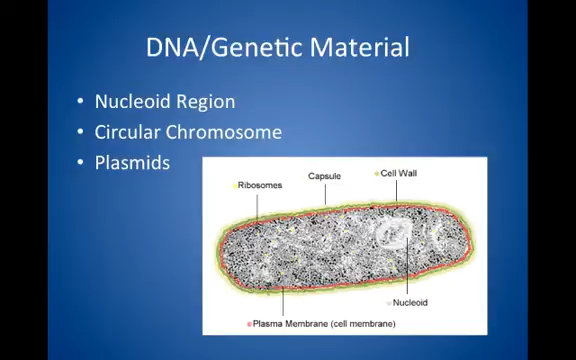 DNA/Genetic Material
• Nucleoid Region
• Circular Chromosome
• Plasmids
Ribosomes
Capsule
Cell Wall
Nucleoid
Plasma Membrane (cell membrane)